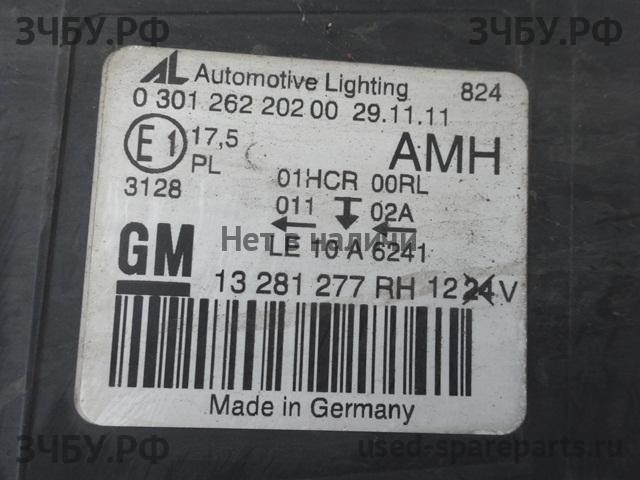 ЗЧБУ.РФ ЗЧБУ.РФ
AL Automotive Lighting 824
0 301 262 202 00 29.11.11
E1 17,5 AMH
PL
3128 01HCR 00RL
011 02A
Нет в наличии
LE 10 A 6241
GM
13 281 277 RH 12 24 V
Made in Germany
ЗЧБУ.РФ used-spareparts.ru